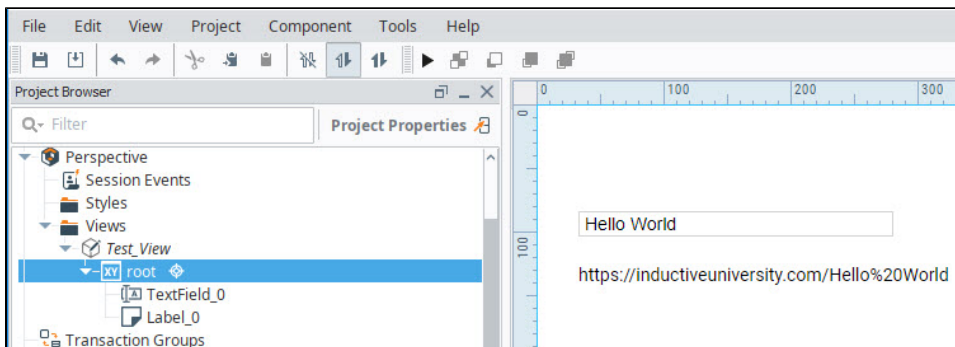 File Edit View Project Component Tools Help
Project Browser
Filter
Project Properties
Perspective
Session Events
Styles
Views
Test_View
XY root
TextField_0
Label_0
Transaction Groups
0 100 200 300
0
100
Hello World
https://inductiveuniversity.com/Hello%20World